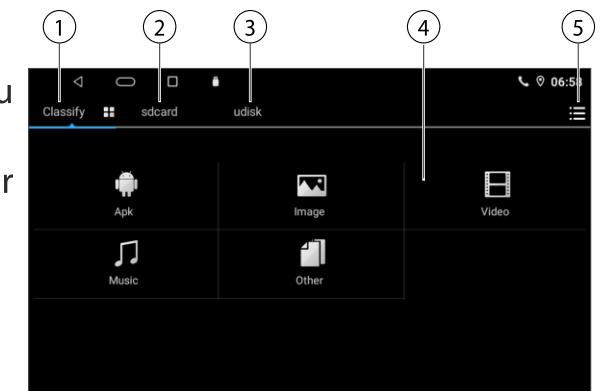 1 2 3 4 5
u
06:58
Classify sdcard udisk
r
Apk Image Video
Music Other